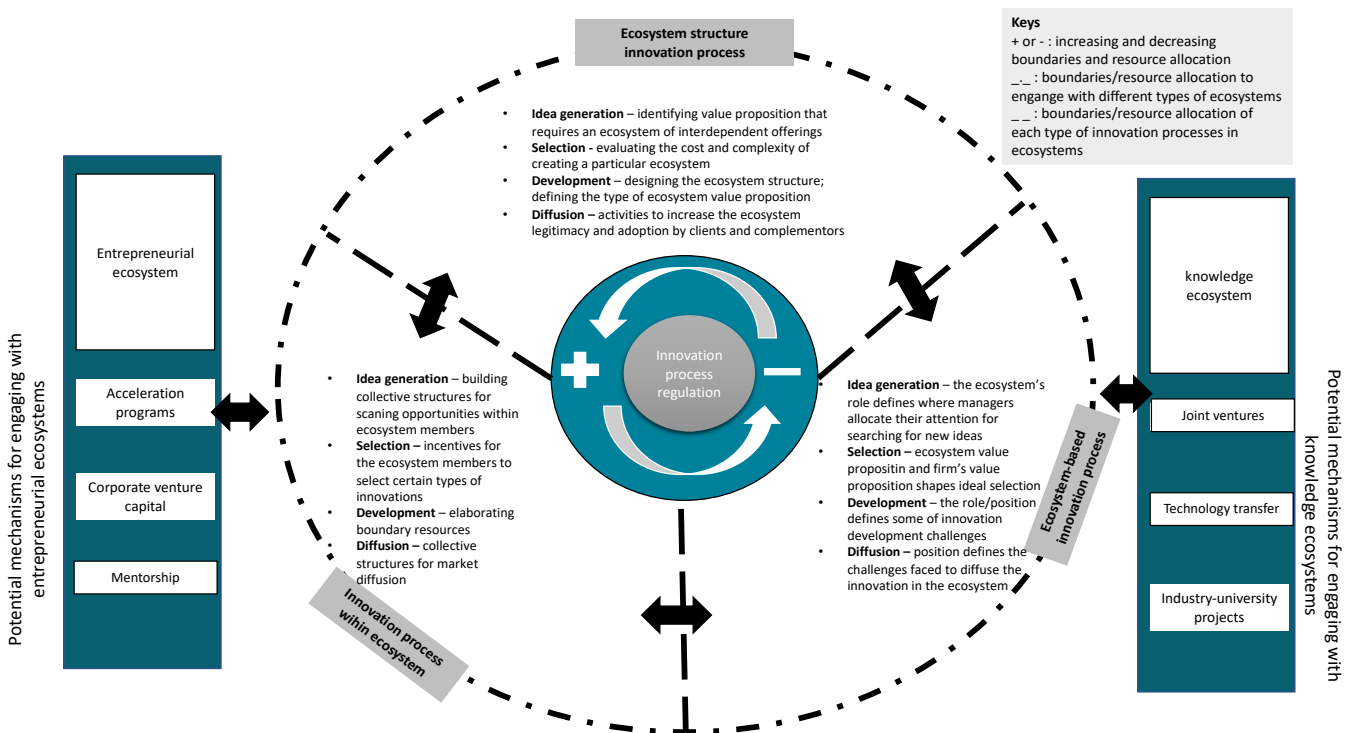 Ecosystem structure
innovation process
Keys
+ or - : increasing and decreasing
boundaries and resource allocation
_._ : boundaries/resource allocation to
engange with different types of ecosystems
_ _ : boundaries/resource allocation of
each type of innovation processes in
ecosystems
• Idea generation – identifying value proposition that
requires an ecosystem of interdependent offerings
• Selection - evaluating the cost and complexity of
creating a particular ecosystem
• Development – designing the ecosystem structure;
defining the type of ecosystem value proposition
• Diffusion – activities to increase the ecosystem
legitimacy and adoption by clients and complementors
Potential mechanisms for engaging with
entrepreneurial ecosystems
Entrepreneurial
ecosystem
Acceleration
programs
Corporate venture
capital
Mentorship
• Idea generation – building
collective structures for
scaning opportunities within
ecosystem members
• Selection – incentives for
the ecosystem members to
select certain types of
innovations
• Development – elaborating
boundary resources
• Diffusion – collective
structures for market
diffusion
Innovation process
wihin ecosystem
+
Innovation
process
regulation
–
• Idea generation – the ecosystem's
role defines where managers
allocate their attention for
searching for new ideas
• Selection – ecosystem value
propositin and firm's value
proposition shapes ideal selection
• Development – the role/position
defines some of innovation
development challenges
• Diffusion – position defines the
challenges faced to diffuse the
innovation in the ecosystem
Ecosystem-based
innovation process
knowledge
ecosystem
Joint ventures
Technology transfer
Industry-university
projects
Potential mechanisms for engaging with
knowledge ecosystems